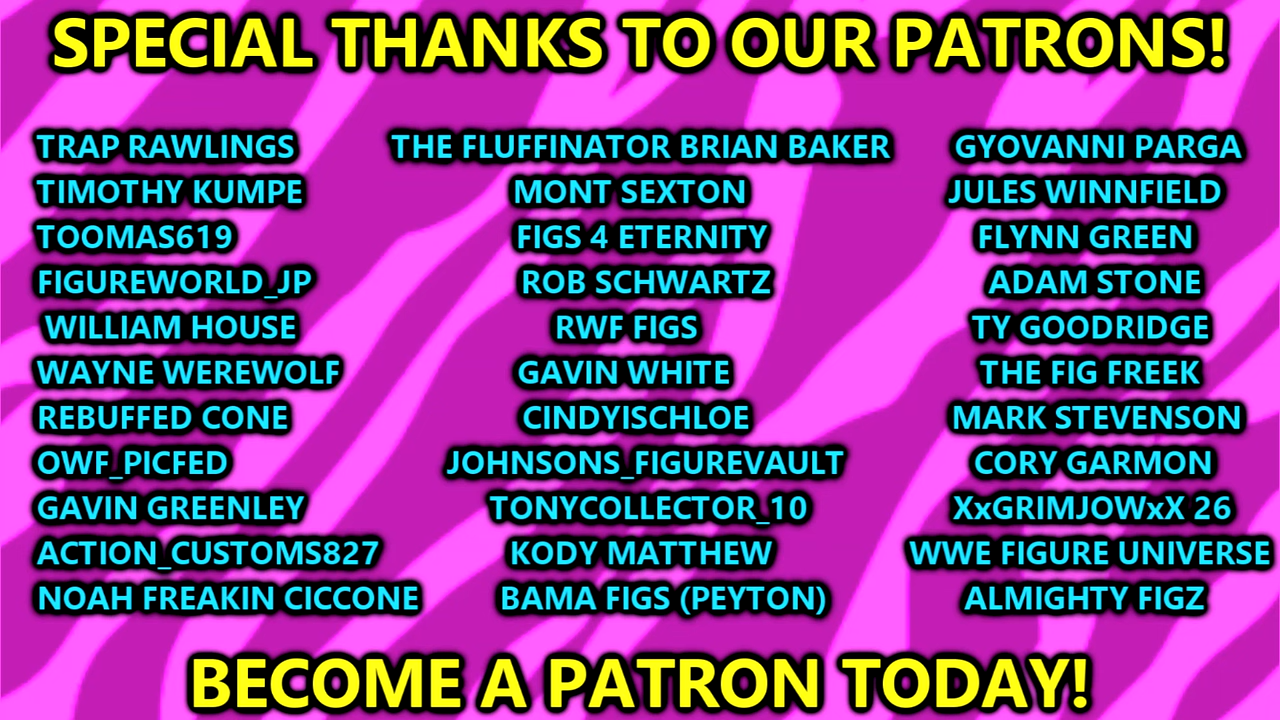 SPECIAL THANKS TO OUR PATRONS!
TRAP RAWLINGS
TIMOTHY KUMPE
TOOMAS619
FIGUREWORLD_JP
WILLIAM HOUSE
WAYNE WEREWOLF
REBUFFED CONE
OWF_PICFED
GAVIN GREENLEY
ACTION_CUSTOMS827
NOAH FREAKIN CICCONE
THE FLUFFINATOR BRIAN BAKER
MONT SEXTON
FIGS 4 ETERNITY
ROB SCHWARTZ
RWF FIGS
GAVIN WHITE
CINDYISCHLOE
JOHNSONS_FIGUREVAULT
TONYCOLLECTOR_10
KODY MATTHEW
BAMA FIGS (PEYTON)
GYOVANNI PARGA
JULES WINNFIELD
FLYNN GREEN
ADAM STONE
TY GOODRIDGE
THE FIG FREEK
MARK STEVENSON
CORY GARMON
XxGRIMJOWxX 26
WWE FIGURE UNIVERSE
ALMIGHTY FIGZ
BECOME A PATRON TODAY!